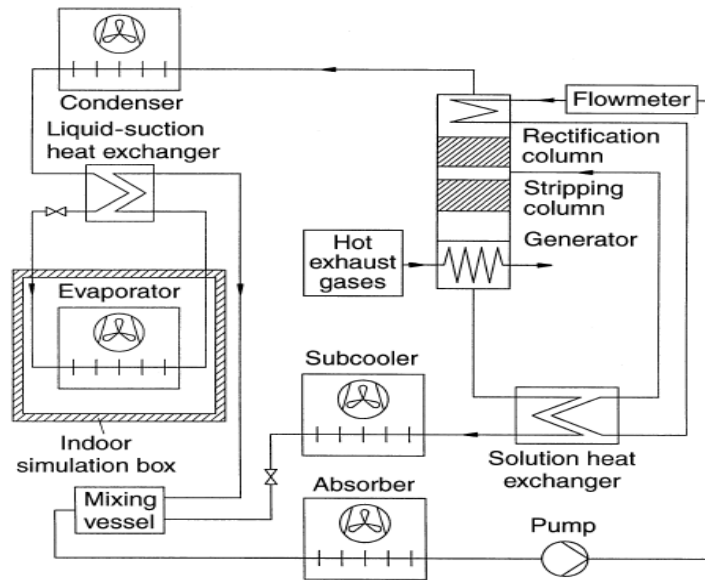 Condenser
Liquid-suction
heat exchanger
Flowmeter
Rectification
column
Stripping
column
Generator
Hot
exhaust
gases
Evaporator
Indoor
simulation box
Subcooler
Solution heat
exchanger
Mixing
vessel
Absorber
Pump